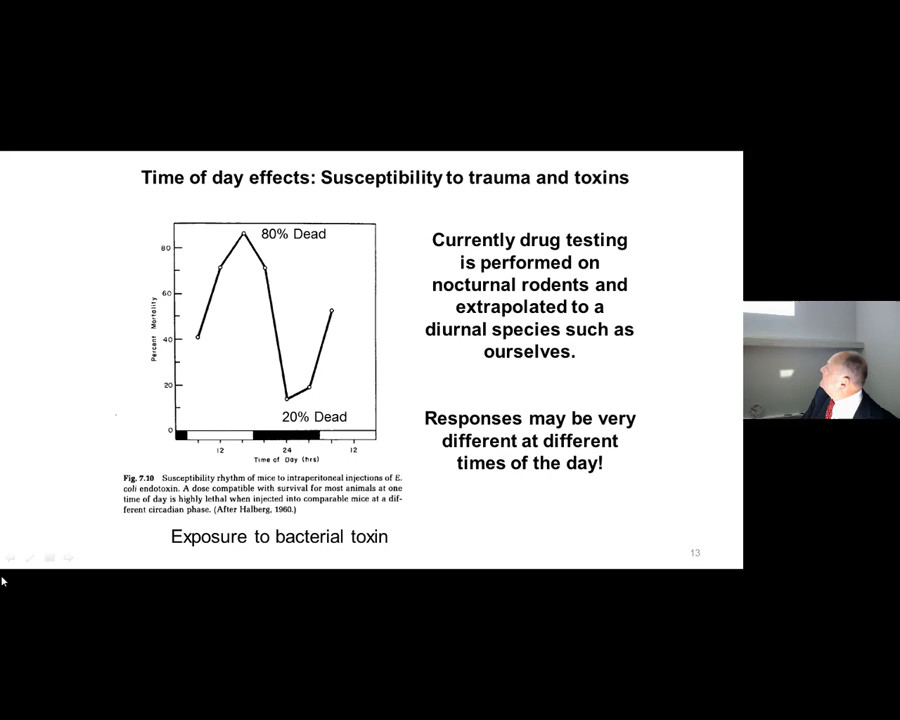 Time of day effects: Susceptibility to trauma and toxins
80% Dead
80
60
40
20
0
Percent Mortality
20% Dead
12
24
12
Time of Day (hrs)
Fig. 7.10 Susceptibility rhythm of mice to intraperitoneal injections of E.
coli endotoxin. A dose compatible with survival for most animals at one
time of day is highly lethal when injected into comparable mice at a dif-
ferent circadian phase. (After Halberg, 1960.)
Exposure to bacterial toxin
Currently drug testing
is performed on
nocturnal rodents and
extrapolated to a
diurnal species such as
ourselves.
Responses may be very
different at different
times of the day!
13